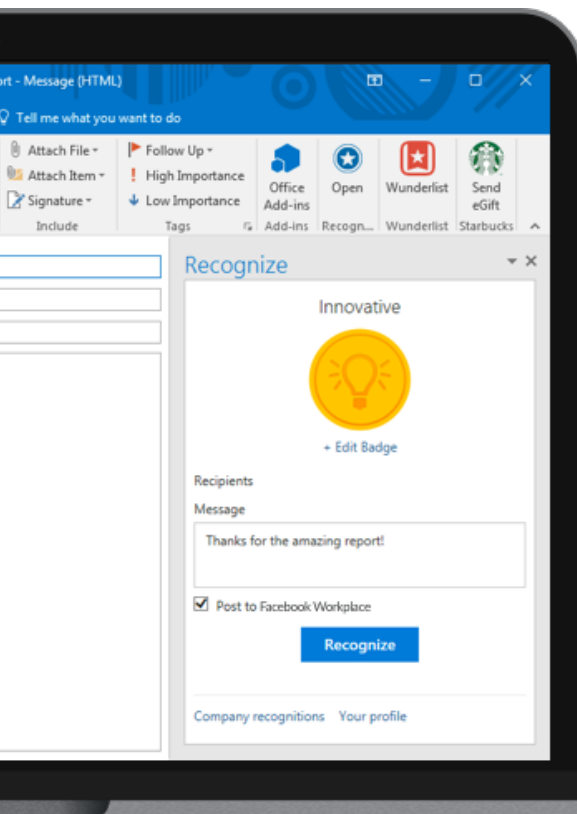 ort - Message (HTML)
Tell me what you want to do
Attach File
Follow Up
Attach Item
High Importance
Signature
Low Importance
Office Add-ins
Open
Wunderlist
Send eGift
Include
Tags
Add-ins
Recogn...
Wunderlist
Starbucks
Recognize
Innovative
+ Edit Badge
Recipients
Message
Thanks for the amazing report!
Post to Facebook Workplace
Recognize
Company recognitions Your profile